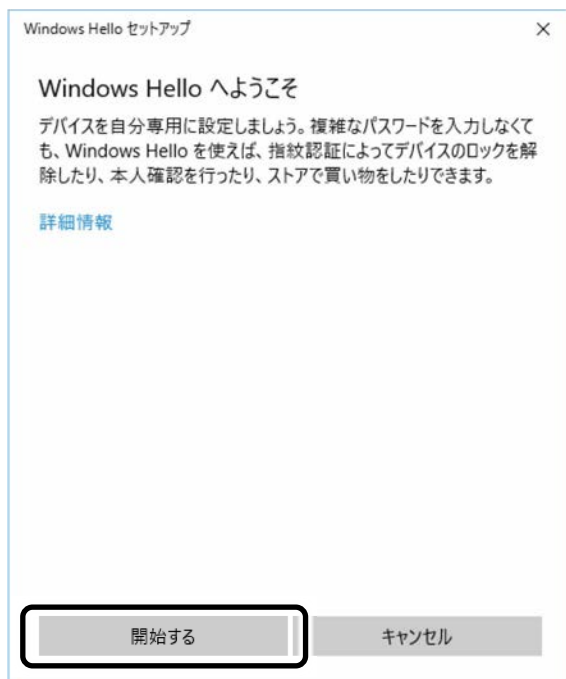 Windows Hello セットアップ
Windows Hello へようこそ
デバイスを自分専用に設定しましょう。複雑なパスワードを入力しなくて
も、Windows Hello を使えば、指紋認証によってデバイスのロックを解
除したり、本人確認を行ったり、ストアで買い物をしたりできます。
詳細情報
開始する
キャンセル